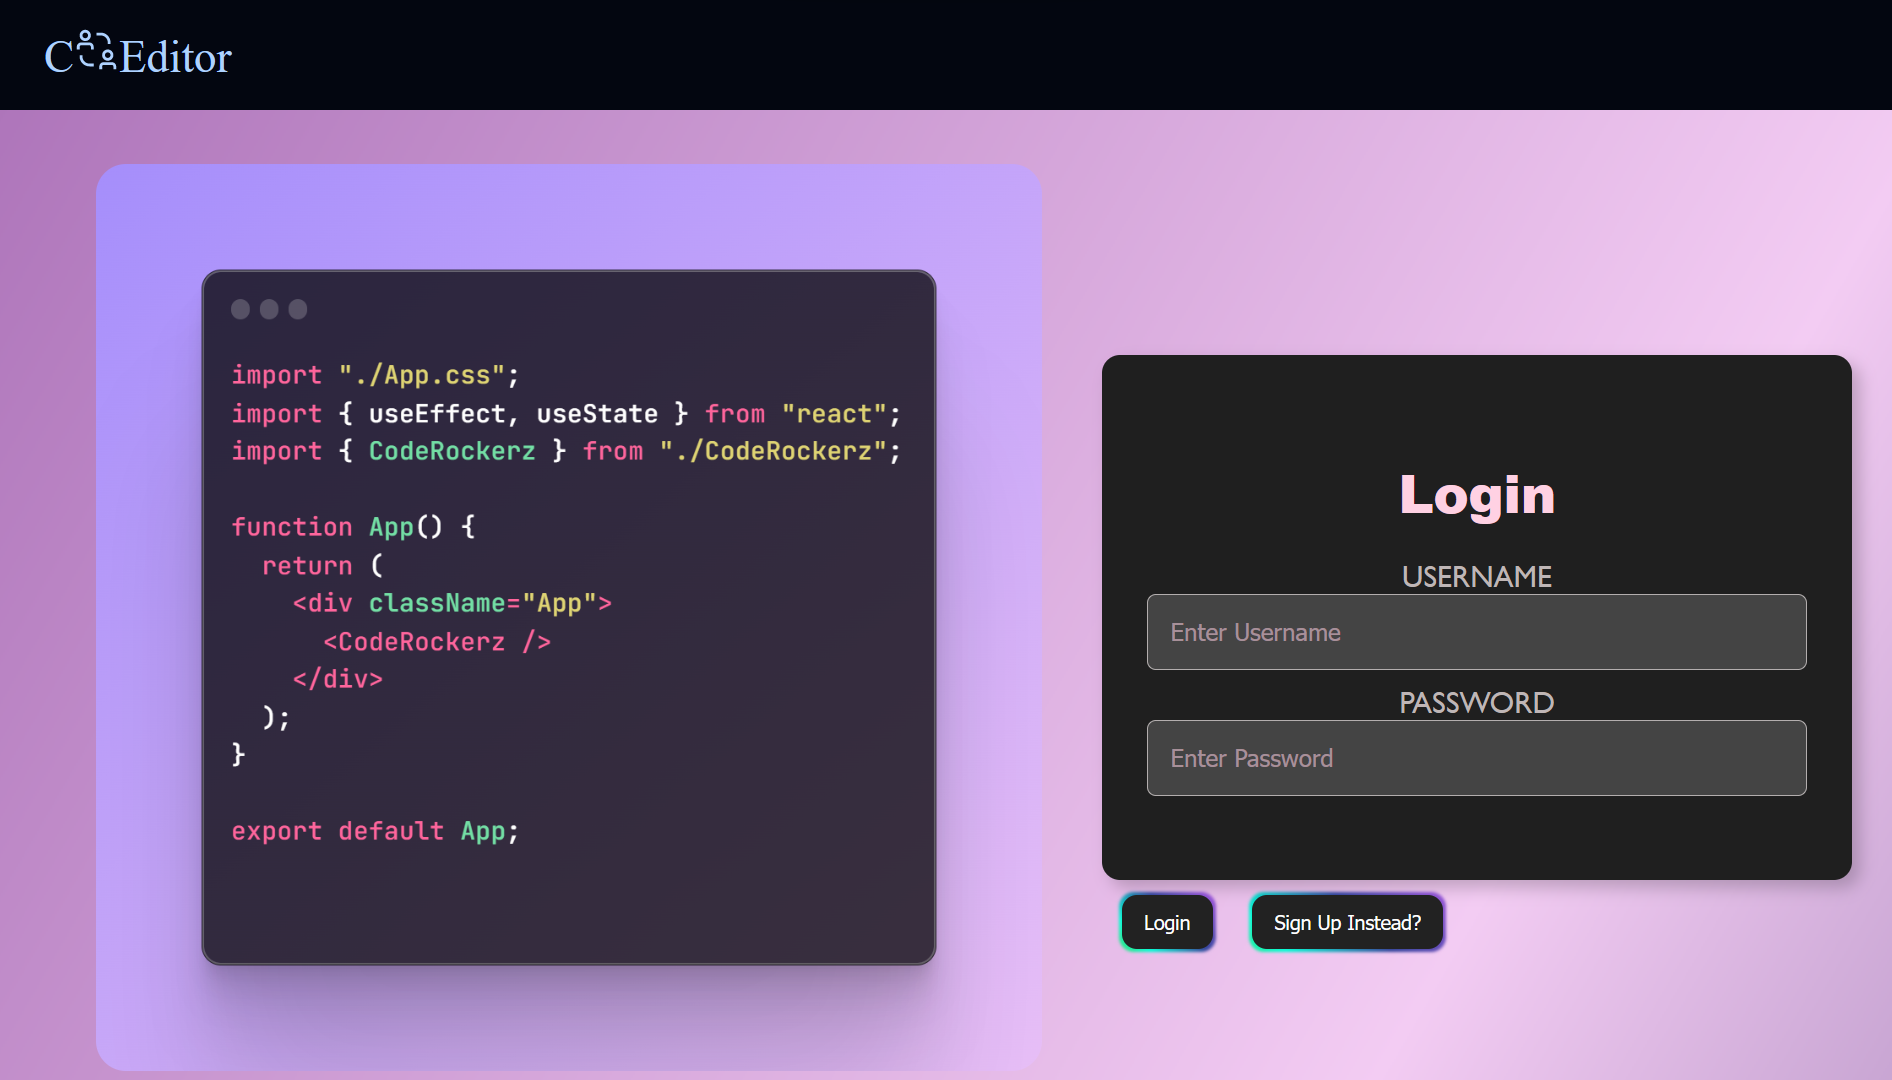 C Editor
import "./App.css";
import { useEffect, useState } from "react";
import { CodeRockerz } from "./CodeRockerz";
function App() {
return (
<div className="App">
<CodeRockerz />
</div>
);
}
export default App;
Login
USERNAME
Enter Username
PASSWORD
Enter Password
Login
Sign Up Instead?